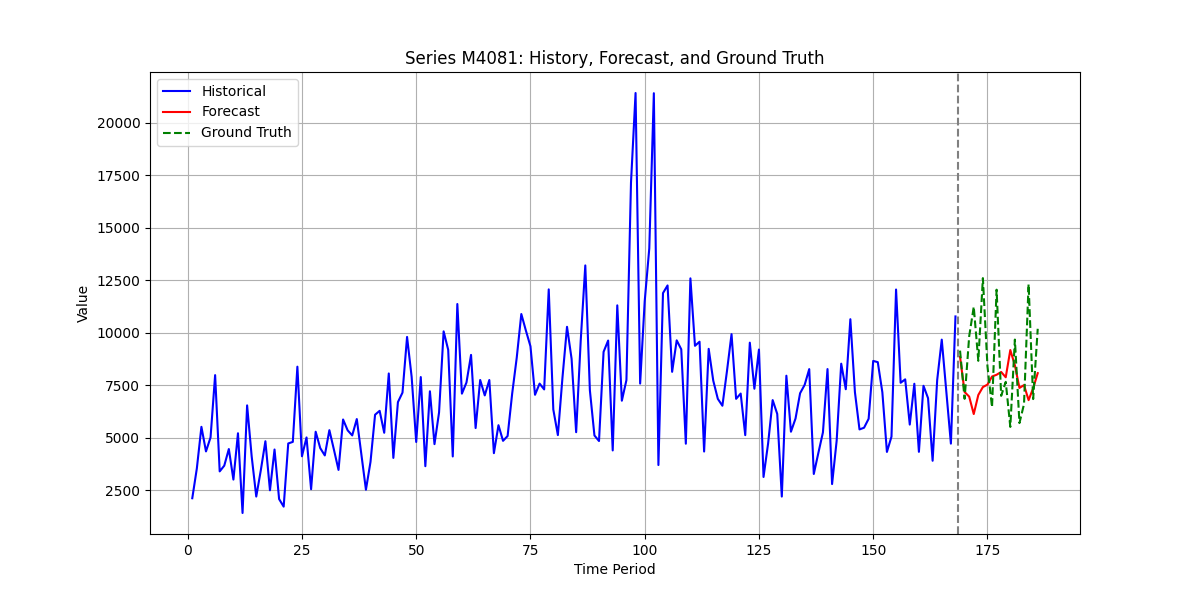 Series M4081: History, Forecast, and Ground Truth
Historical
Forecast
Ground Truth
Value
20000
17500
15000
12500
10000
7500
5000
2500
0 25 50 75 100 125 150 175
Time Period